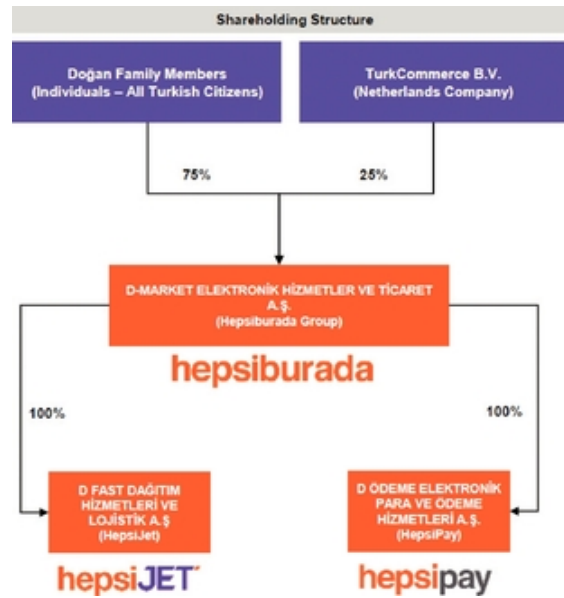 Shareholding Structure
Doğan Family Members
(Individuals – All Turkish Citizens)
TurkCommerce B.V.
(Netherlands Company)
75%
25%
D-MARKET ELEKTRONİK HİZMETLER VE TİCARET
A.Ş.
(Hepsiburada Group)
hepsiburada
100%
100%
D FAST DAĞITIM
HİZMETLERİ VE
LOJİSTİK A.Ş
(HepsiJet)
D ÖDEME ELEKTRONİK
PARA VE ÖDEME
HİZMETLERİ A.Ş.
(HepsiPay)
hepsiJET
hepsipay